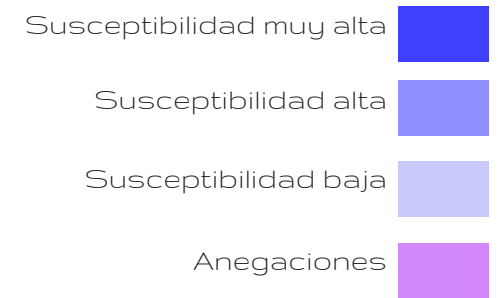 Susceptibilidad muy alta
Susceptibilidad alta
Susceptibilidad baja
Anegaciones